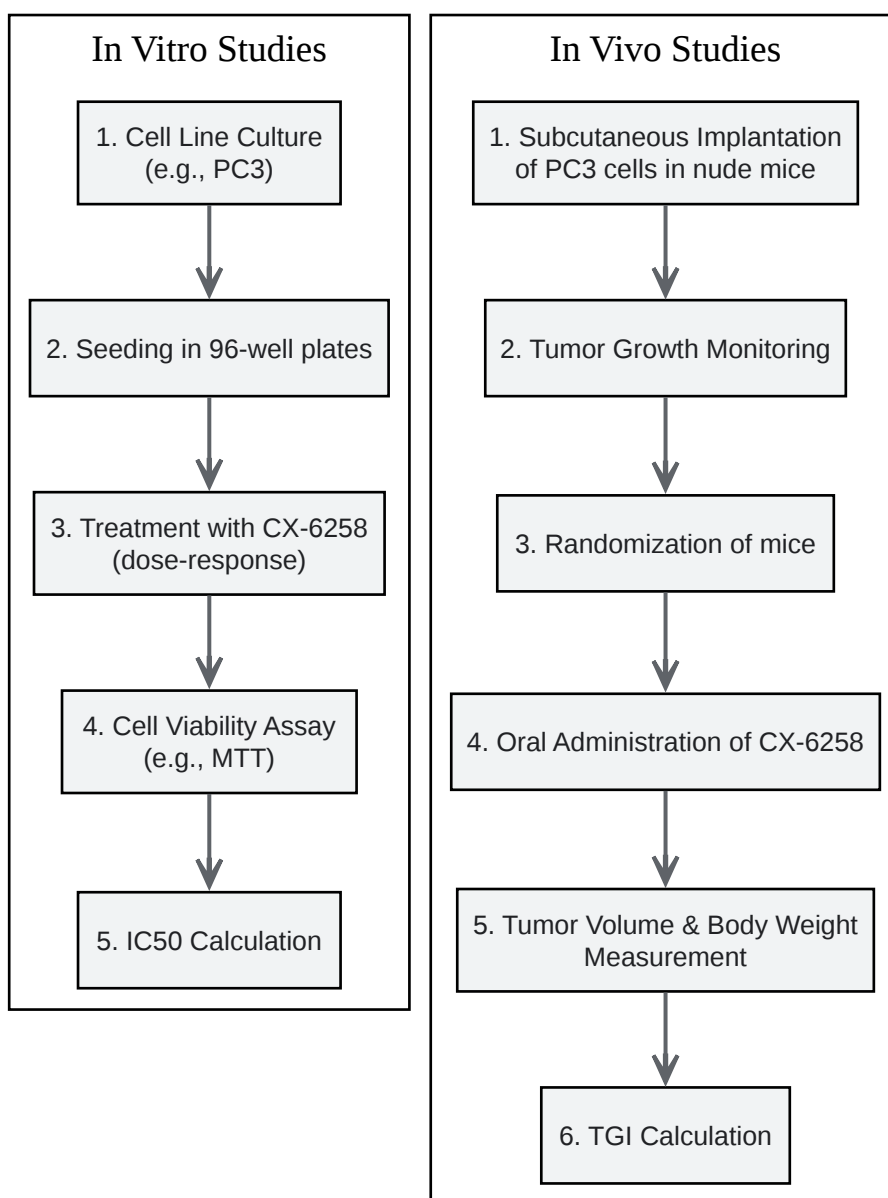 In Vitro Studies
1. Cell Line Culture
(e.g., PC3)
2. Seeding in 96-well plates
3. Treatment with CX-6258
(dose-response)
4. Cell Viability Assay
(e.g., MTT)
5. IC50 Calculation
In Vivo Studies
1. Subcutaneous Implantation
of PC3 cells in nude mice
2. Tumor Growth Monitoring
3. Randomization of mice
4. Oral Administration of CX-6258
5. Tumor Volume & Body Weight
Measurement
6. TGI Calculation